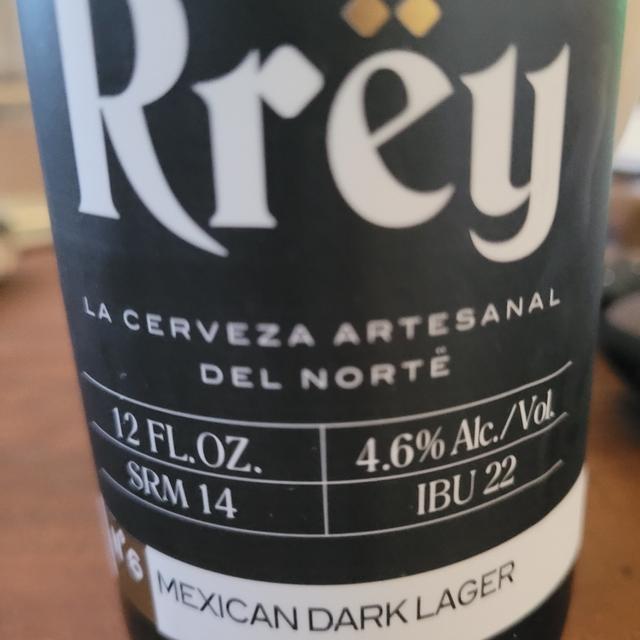 Rrëy
LA CERVEZA ARTESANAL
DEL NORTË
12 FL.OZ. 4.6% Alc./Vol.
SRM 14 IBU 22
MEXICAN DARK LAGER